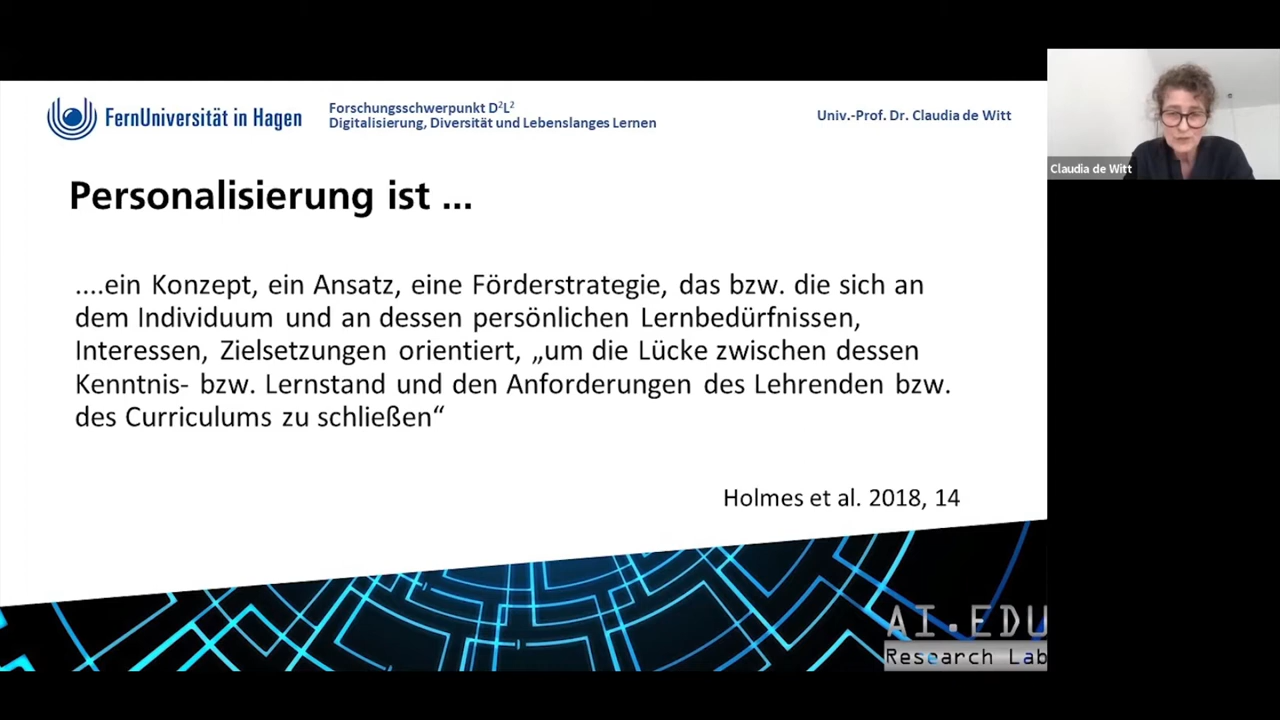 FernUniversität in Hagen
Forschungsschwerpunkt D²L²
Digitalisierung, Diversität und Lebenslanges Lernen
Univ.-Prof. Dr. Claudia de Witt
Claudia de Witt
Personalisierung ist ...
....ein Konzept, ein Ansatz, eine Förderstrategie, das bzw. die sich an
dem Individuum und an dessen persönlichen Lernbedürfnissen,
Interessen, Zielsetzungen orientiert, „um die Lücke zwischen dessen
Kenntnis- bzw. Lernstand und den Anforderungen des Lehrenden bzw.
des Curriculums zu schließen“
Holmes et al. 2018, 14
AI.EDU
Research Lab